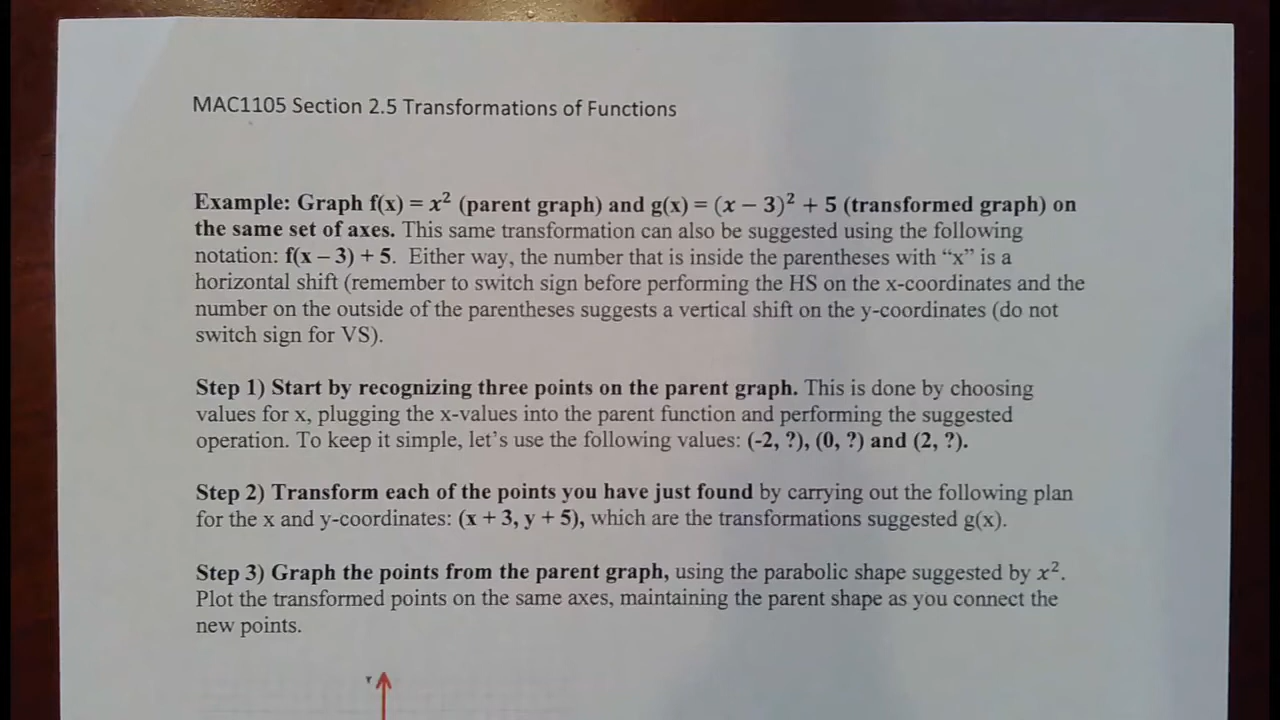 MAC1105 Section 2.5 Transformations of Functions
Example: Graph f(x) = x² (parent graph) and g(x) = (x – 3)² + 5 (transformed graph) on
the same set of axes. This same transformation can also be suggested using the following
notation: f(x – 3) + 5. Either way, the number that is inside the parentheses with “x” is a
horizontal shift (remember to switch sign before performing the HS on the x-coordinates and the
number on the outside of the parentheses suggests a vertical shift on the y-coordinates (do not
switch sign for VS).
Step 1) Start by recognizing three points on the parent graph. This is done by choosing
values for x, plugging the x-values into the parent function and performing the suggested
operation. To keep it simple, let’s use the following values: (-2, ?), (0, ?) and (2, ?).
Step 2) Transform each of the points you have just found by carrying out the following plan
for the x and y-coordinates: (x + 3, y + 5), which are the transformations suggested g(x).
Step 3) Graph the points from the parent graph, using the parabolic shape suggested by x².
Plot the transformed points on the same axes, maintaining the parent shape as you connect the
new points.
Y